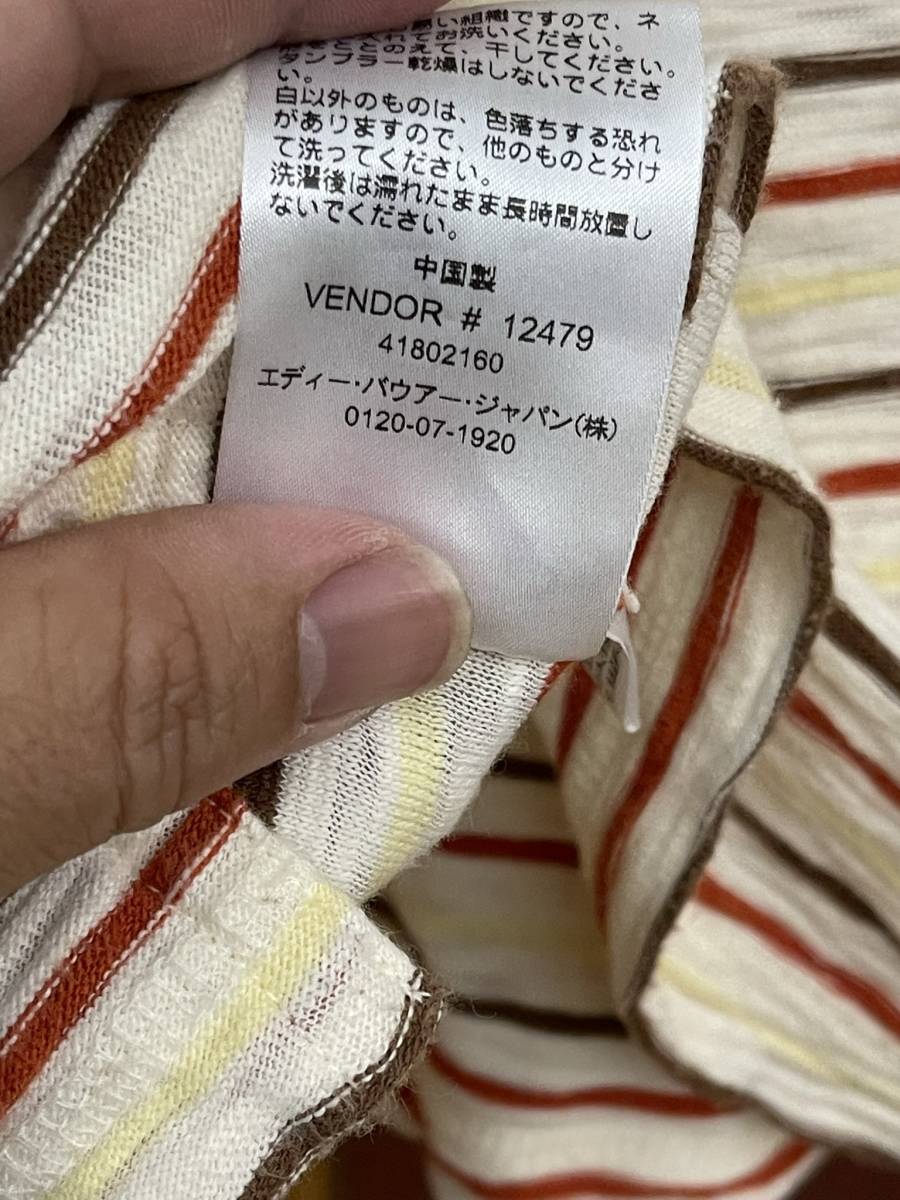 い組織ですので、ネ
れてお洗いください。
ととのえて、干してください。
タンブラー乾燥はしないでくださ
い。
白以外のものは、色落ちする恐れ
がありますので、他のものと分け
て洗ってください。
洗濯後は濡れたまま長時間放置し
ないでください。
中国製
VENDOR # 12479
41802160
エディー・バウアー・ジャパン(株)
0120-07-1920